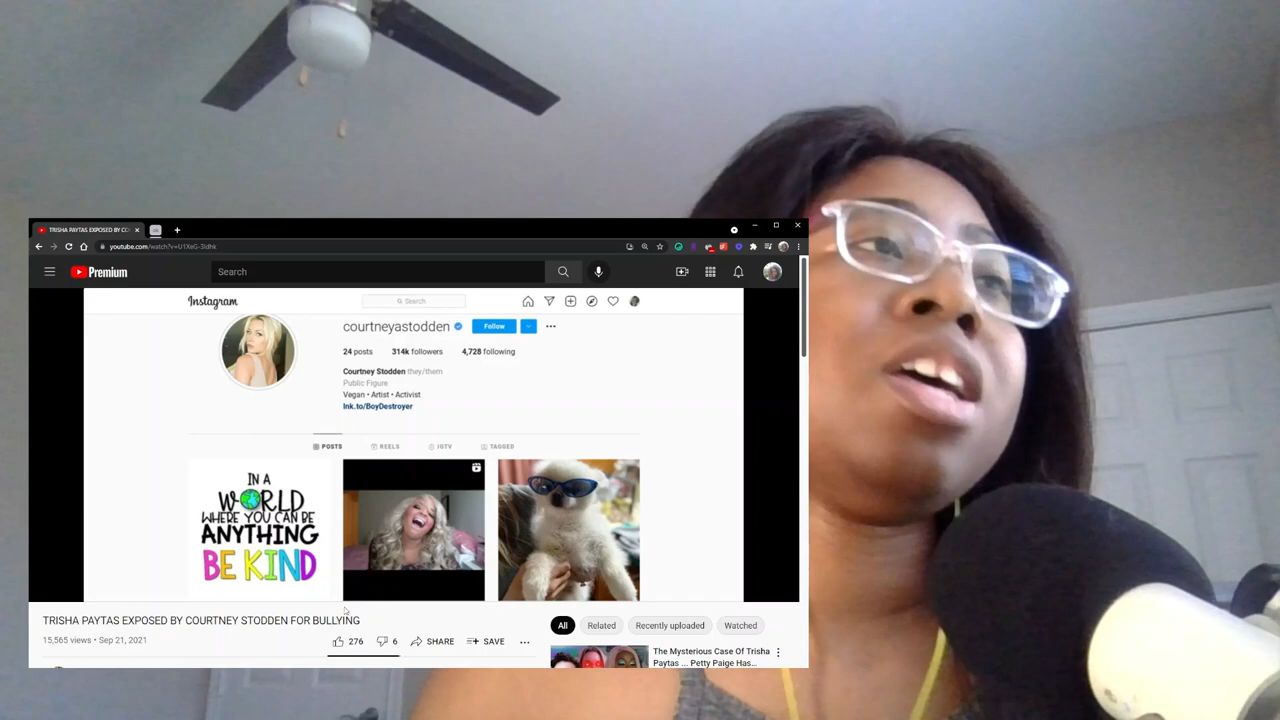 TRISHA PAYTAS EXPOSED BY CO
youtube.com/watch?v=U1XeG-3ldhk
Premium
Search
Instagram
Search
courtneyastodden
Follow
24 posts 314k followers 4,728 following
Courtney Stodden they/them
Public Figure
Vegan • Artist • Activist
lnk.to/BoyDestroyer
POSTS REELS IGTV TAGGED
IN A
WORLD
WHERE YOU CAN BE
ANYTHING
BE KIND
TRISHA PAYTAS EXPOSED BY COURTNEY STODDEN FOR BULLYING
15,565 views • Sep 21, 2021
276 6 SHARE SAVE
All Related Recently uploaded Watched
The Mysterious Case Of Trisha
Paytas ... Petty Paige Has...